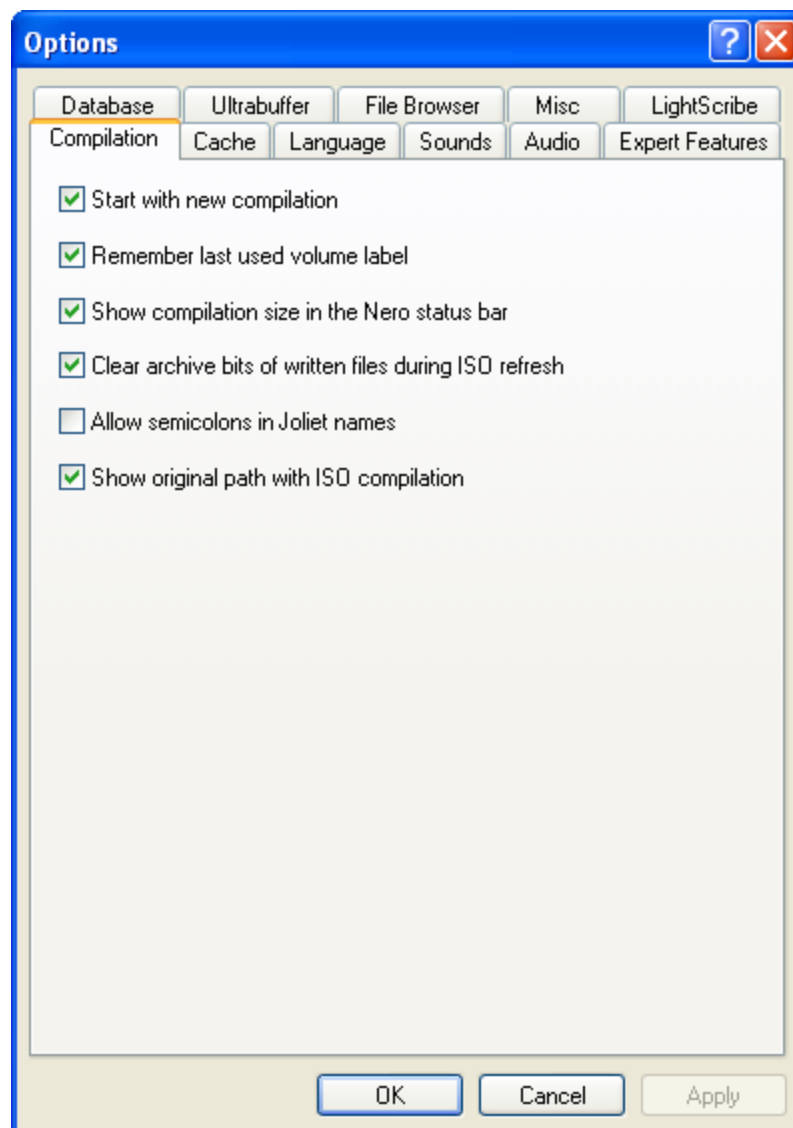 Options
Database Ultrabuffer File Browser Misc LightScribe
Compilation Cache Language Sounds Audio Expert Features
Start with new compilation
Remember last used volume label
Show compilation size in the Nero status bar
Clear archive bits of written files during ISO refresh
Allow semicolons in Joliet names
Show original path with ISO compilation
OK Cancel Apply